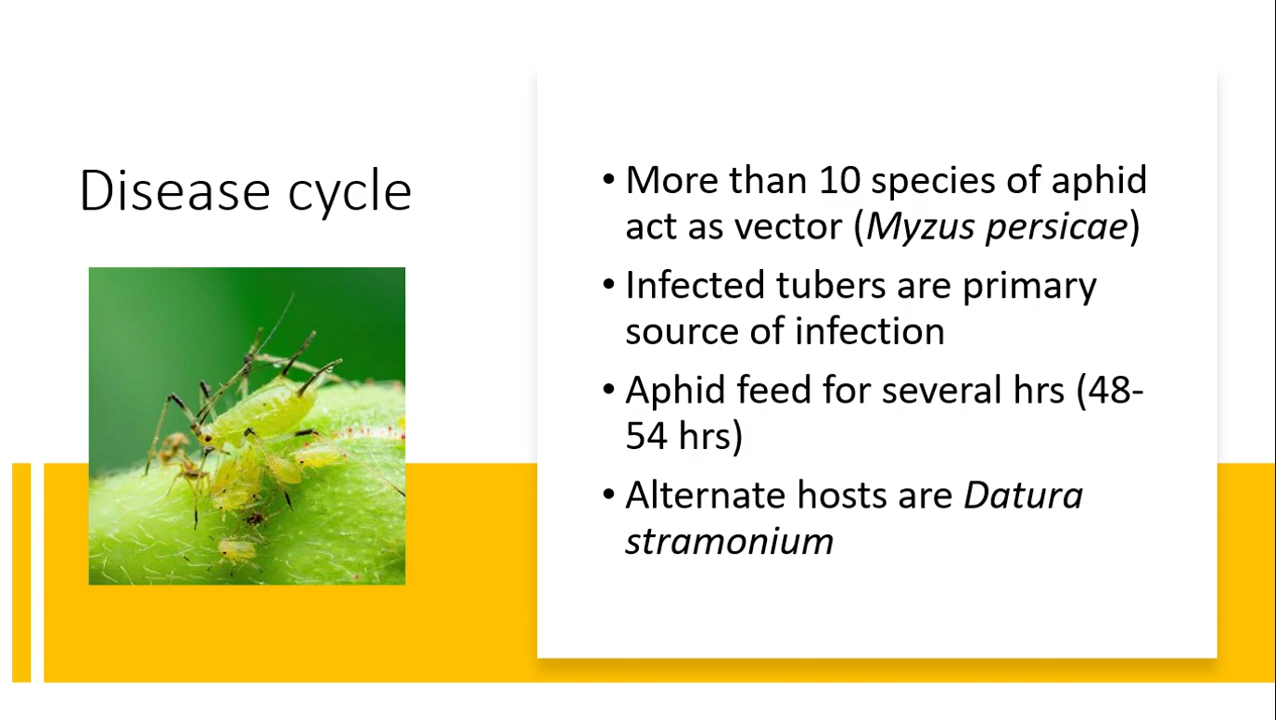 Disease cycle
• More than 10 species of aphid
act as vector (Myzus persicae)
• Infected tubers are primary
source of infection
• Aphid feed for several hrs (48-
54 hrs)
• Alternate hosts are Datura
stramonium